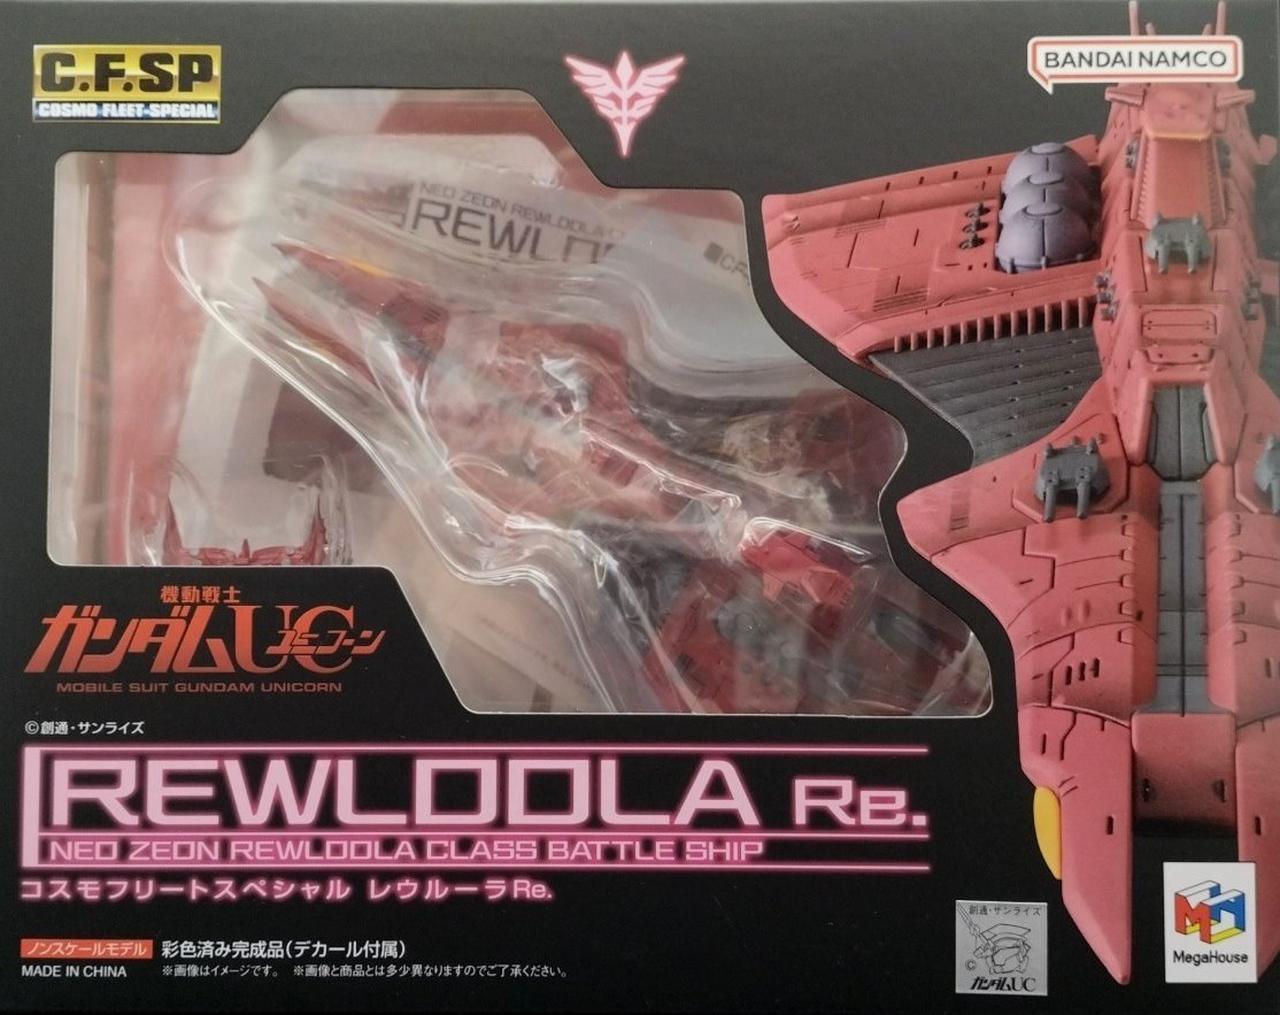 C.F.SP
COSMO FLEET-SPECIAL
BANDAI NAMCO
NEO ZEON REWLOOLA
REWLOO
機動戦士
ガンダムUC
ユニコーン
MOBILE SUIT GUNDAM UNICORN
©創通・サンライズ
REWLOOLA Re.
NEO ZEON REWLOOLA CLASS BATTLE SHIP
コスモフリートスペシャル レウルーラRe.
ノンスケールモデル 彩色済み完成品(デカール付属)
MADE IN CHINA ※画像はイメージです。 ※画像と商品とは多少異なりますのでご了承ください。
創通・サンライズ
©
ガンダムUC
MegaHouse